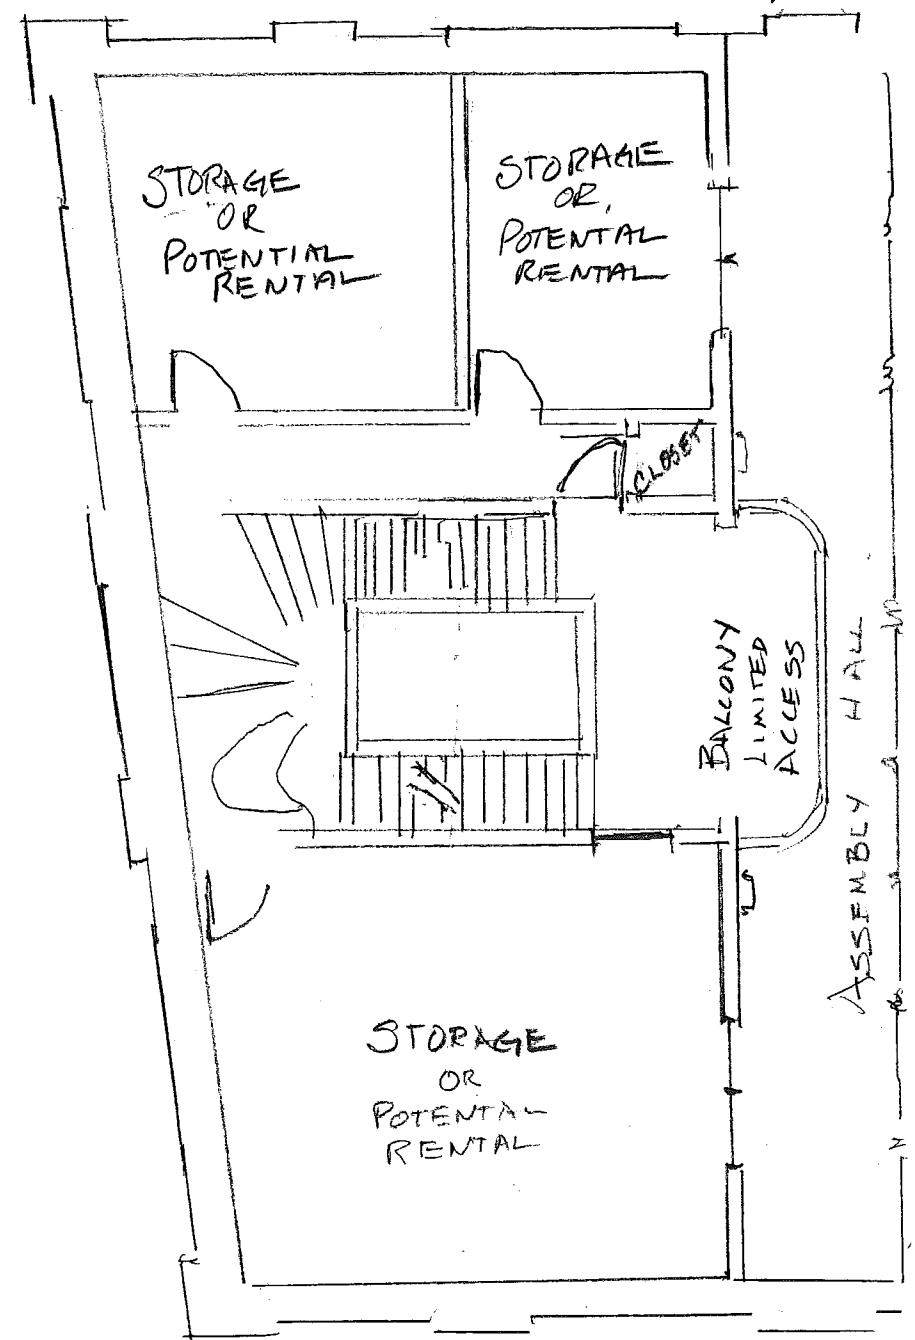 STORAGE
OR
POTENTIAL
RENTAL
STORAGE
OR
POTENTAL
RENTAL
CLOSET
BALCONY
LIMITED
ACCESS
ASSEMBLY HALL
STORAGE
OR
POTENTAL
RENTAL